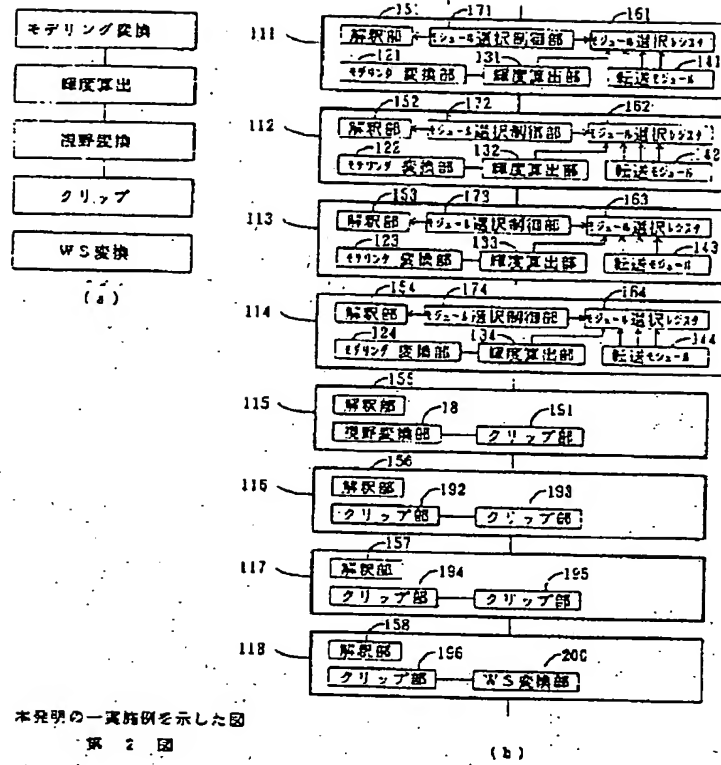 モデリング変換
輝度算出
視野変換
クリップ
WS変換
(a)
151 171 161
111
解釈部 モジュール選択制御部 モジュール選択レジスタ
121 131 141
モデリング 変換部 輝度算出部 転送モジュール
152 172 162
112
解釈部 モジュール選択制御部 モジュール選択レジスタ
122 132 142
モデリング 変換部 輝度算出部 転送モジュール
153 173 163
113
解釈部 モジュール選択制御部 モジュール選択レジスタ
123 133 143
モデリング 変換部 輝度算出部 転送モジュール
154 174 164
114
解釈部 モジュール選択制御部 モジュール選択レジスタ
124 134 144
モデリング 変換部 輝度算出部 転送モジュール
155
115
解釈部
18 191
視野変換部 クリップ部
156
116
解釈部
192 193
クリップ部 クリップ部
157
117
解釈部
194 195
クリップ部 クリップ部
158
118
解釈部
196 200
クリップ部 WS変換部
(b)
本発明の一実施例を示した図
第 2 図